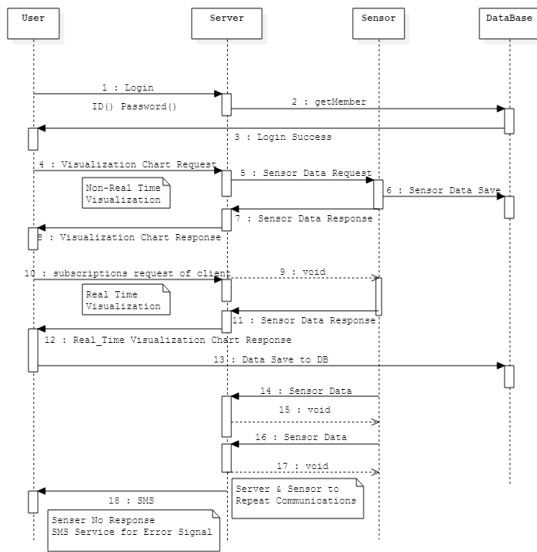 User
Server
Sensor
DataBase
1 : Login
ID() Password()
2 : getMember
3 : Login Success
4 : Visualization Chart Request
5 : Sensor Data Request
Non-Real Time
Visualization
6 : Sensor Data Save
7 : Sensor Data Response
8 : Visualization Chart Response
10 : subscriptions request of client
9 : void
Real Time
Visualization
11 : Sensor Data Response
12 : Real_Time Visualization Chart Response
13 : Data Save to DB
14 : Sensor Data
15 : void
16 : Sensor Data
17 : void
Server & Sensor to
Repeat Communications
18 : SMS
Senser No Response
SMS Service for Error Signal